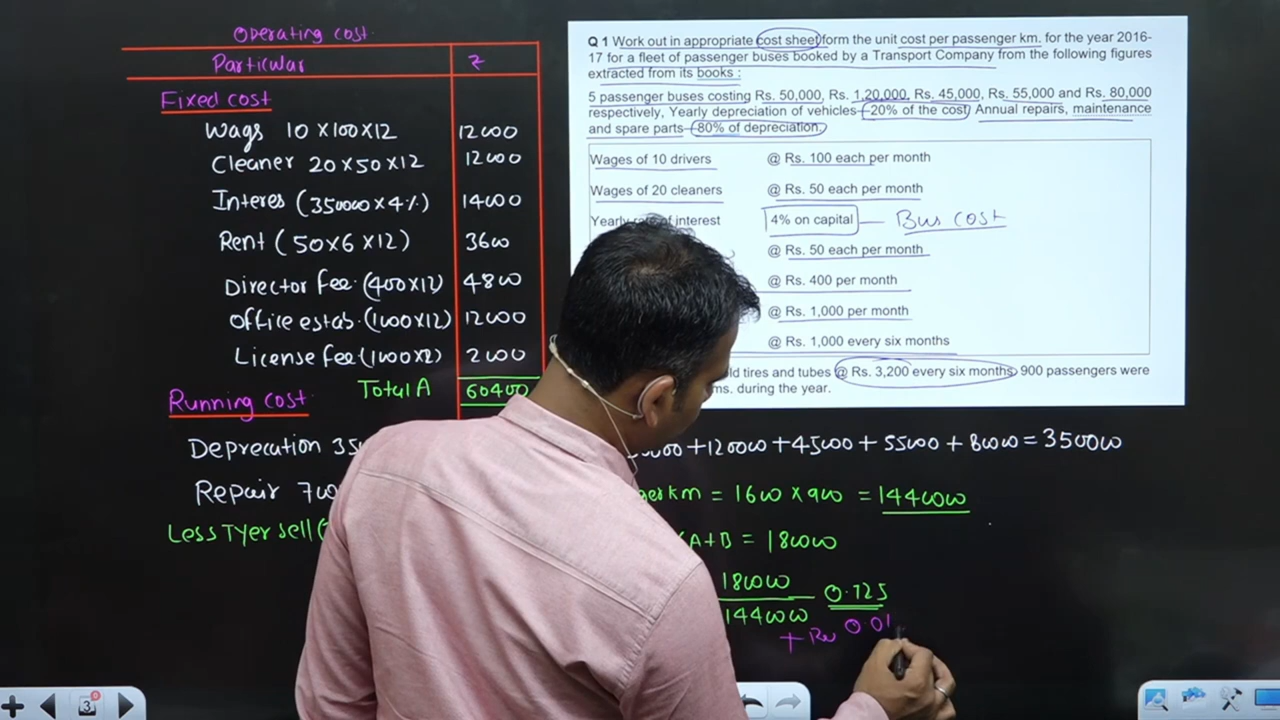 Operating cost
Particular ₹
Fixed cost
Wags 10 x 100 x 12 12000
Cleaner 20 x 50 x 12 12000
Interes (350000 x 4%) 14000
Rent (50 x 6 x 12) 3600
Director fee (400 x 12) 4800
Office estab. (1000 x 12) 12000
License fee (1000 x 2) 2000
Total A 60400
Running cost
Deprecation 35
Repair 700
Less Tyer sell (
Q 1 Work out in appropriate cost sheet form the unit cost per passenger km. for the year 2016-
17 for a fleet of passenger buses booked by a Transport Company from the following figures
extracted from its books :
5 passenger buses costing Rs. 50,000, Rs. 1,20,000, Rs. 45,000, Rs. 55,000 and Rs. 80,000
respectively, Yearly depreciation of vehicles – 20% of the cost, Annual repairs, maintenance
and spare parts – 80% of depreciation.
Wages of 10 drivers @ Rs. 100 each per month
Wages of 20 cleaners @ Rs. 50 each per month
Yearly rate of interest 4% on capital — Bus cost
@ Rs. 50 each per month
@ Rs. 400 per month
@ Rs. 1,000 per month
@ Rs. 1,000 every six months
ld tires and tubes @ Rs. 3,200 every six months, 900 passengers were
ms. during the year.
+ 120000 + 45000 + 55000 + 80000 = 350000
km = 1600 x 900 = 1440000
A + B = 180000
180000
1440000
0.125
+ Rs 0.01
3